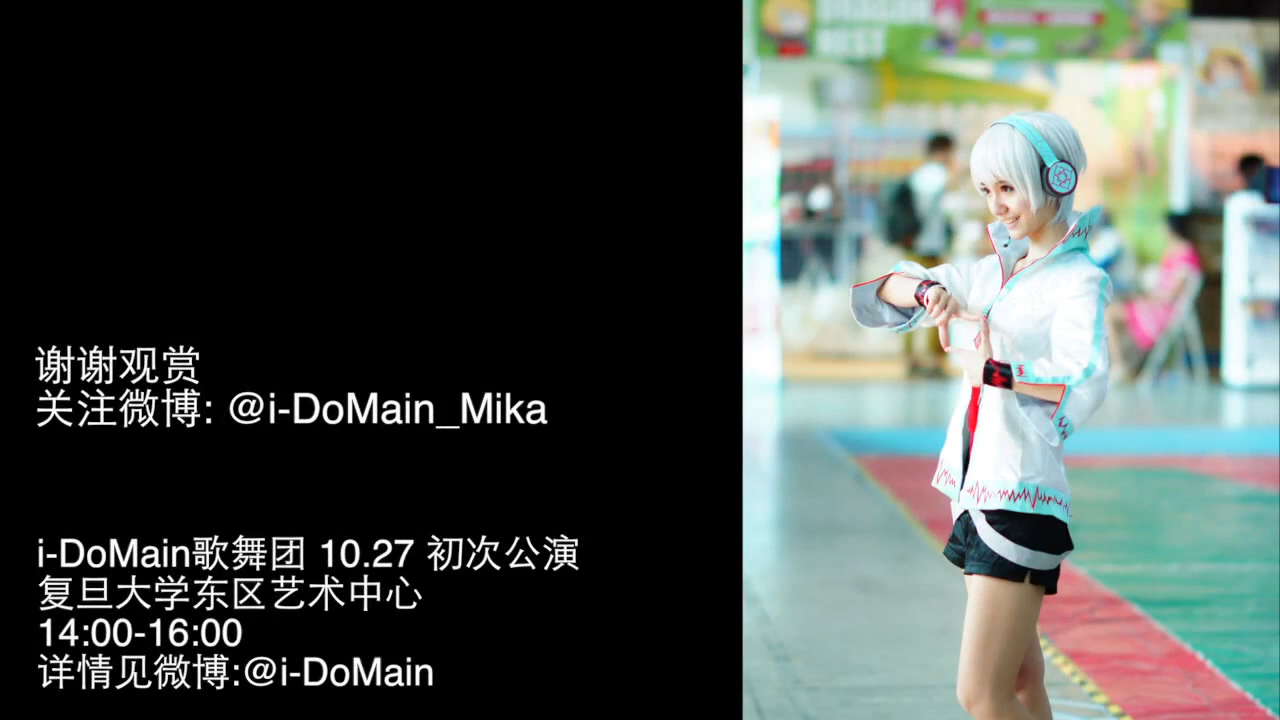 谢谢观赏
关注微博: @i-DoMain_Mika
i-DoMain歌舞团 10.27 初次公演
复旦大学东区艺术中心
14:00-16:00
详情见微博:@i-DoMain